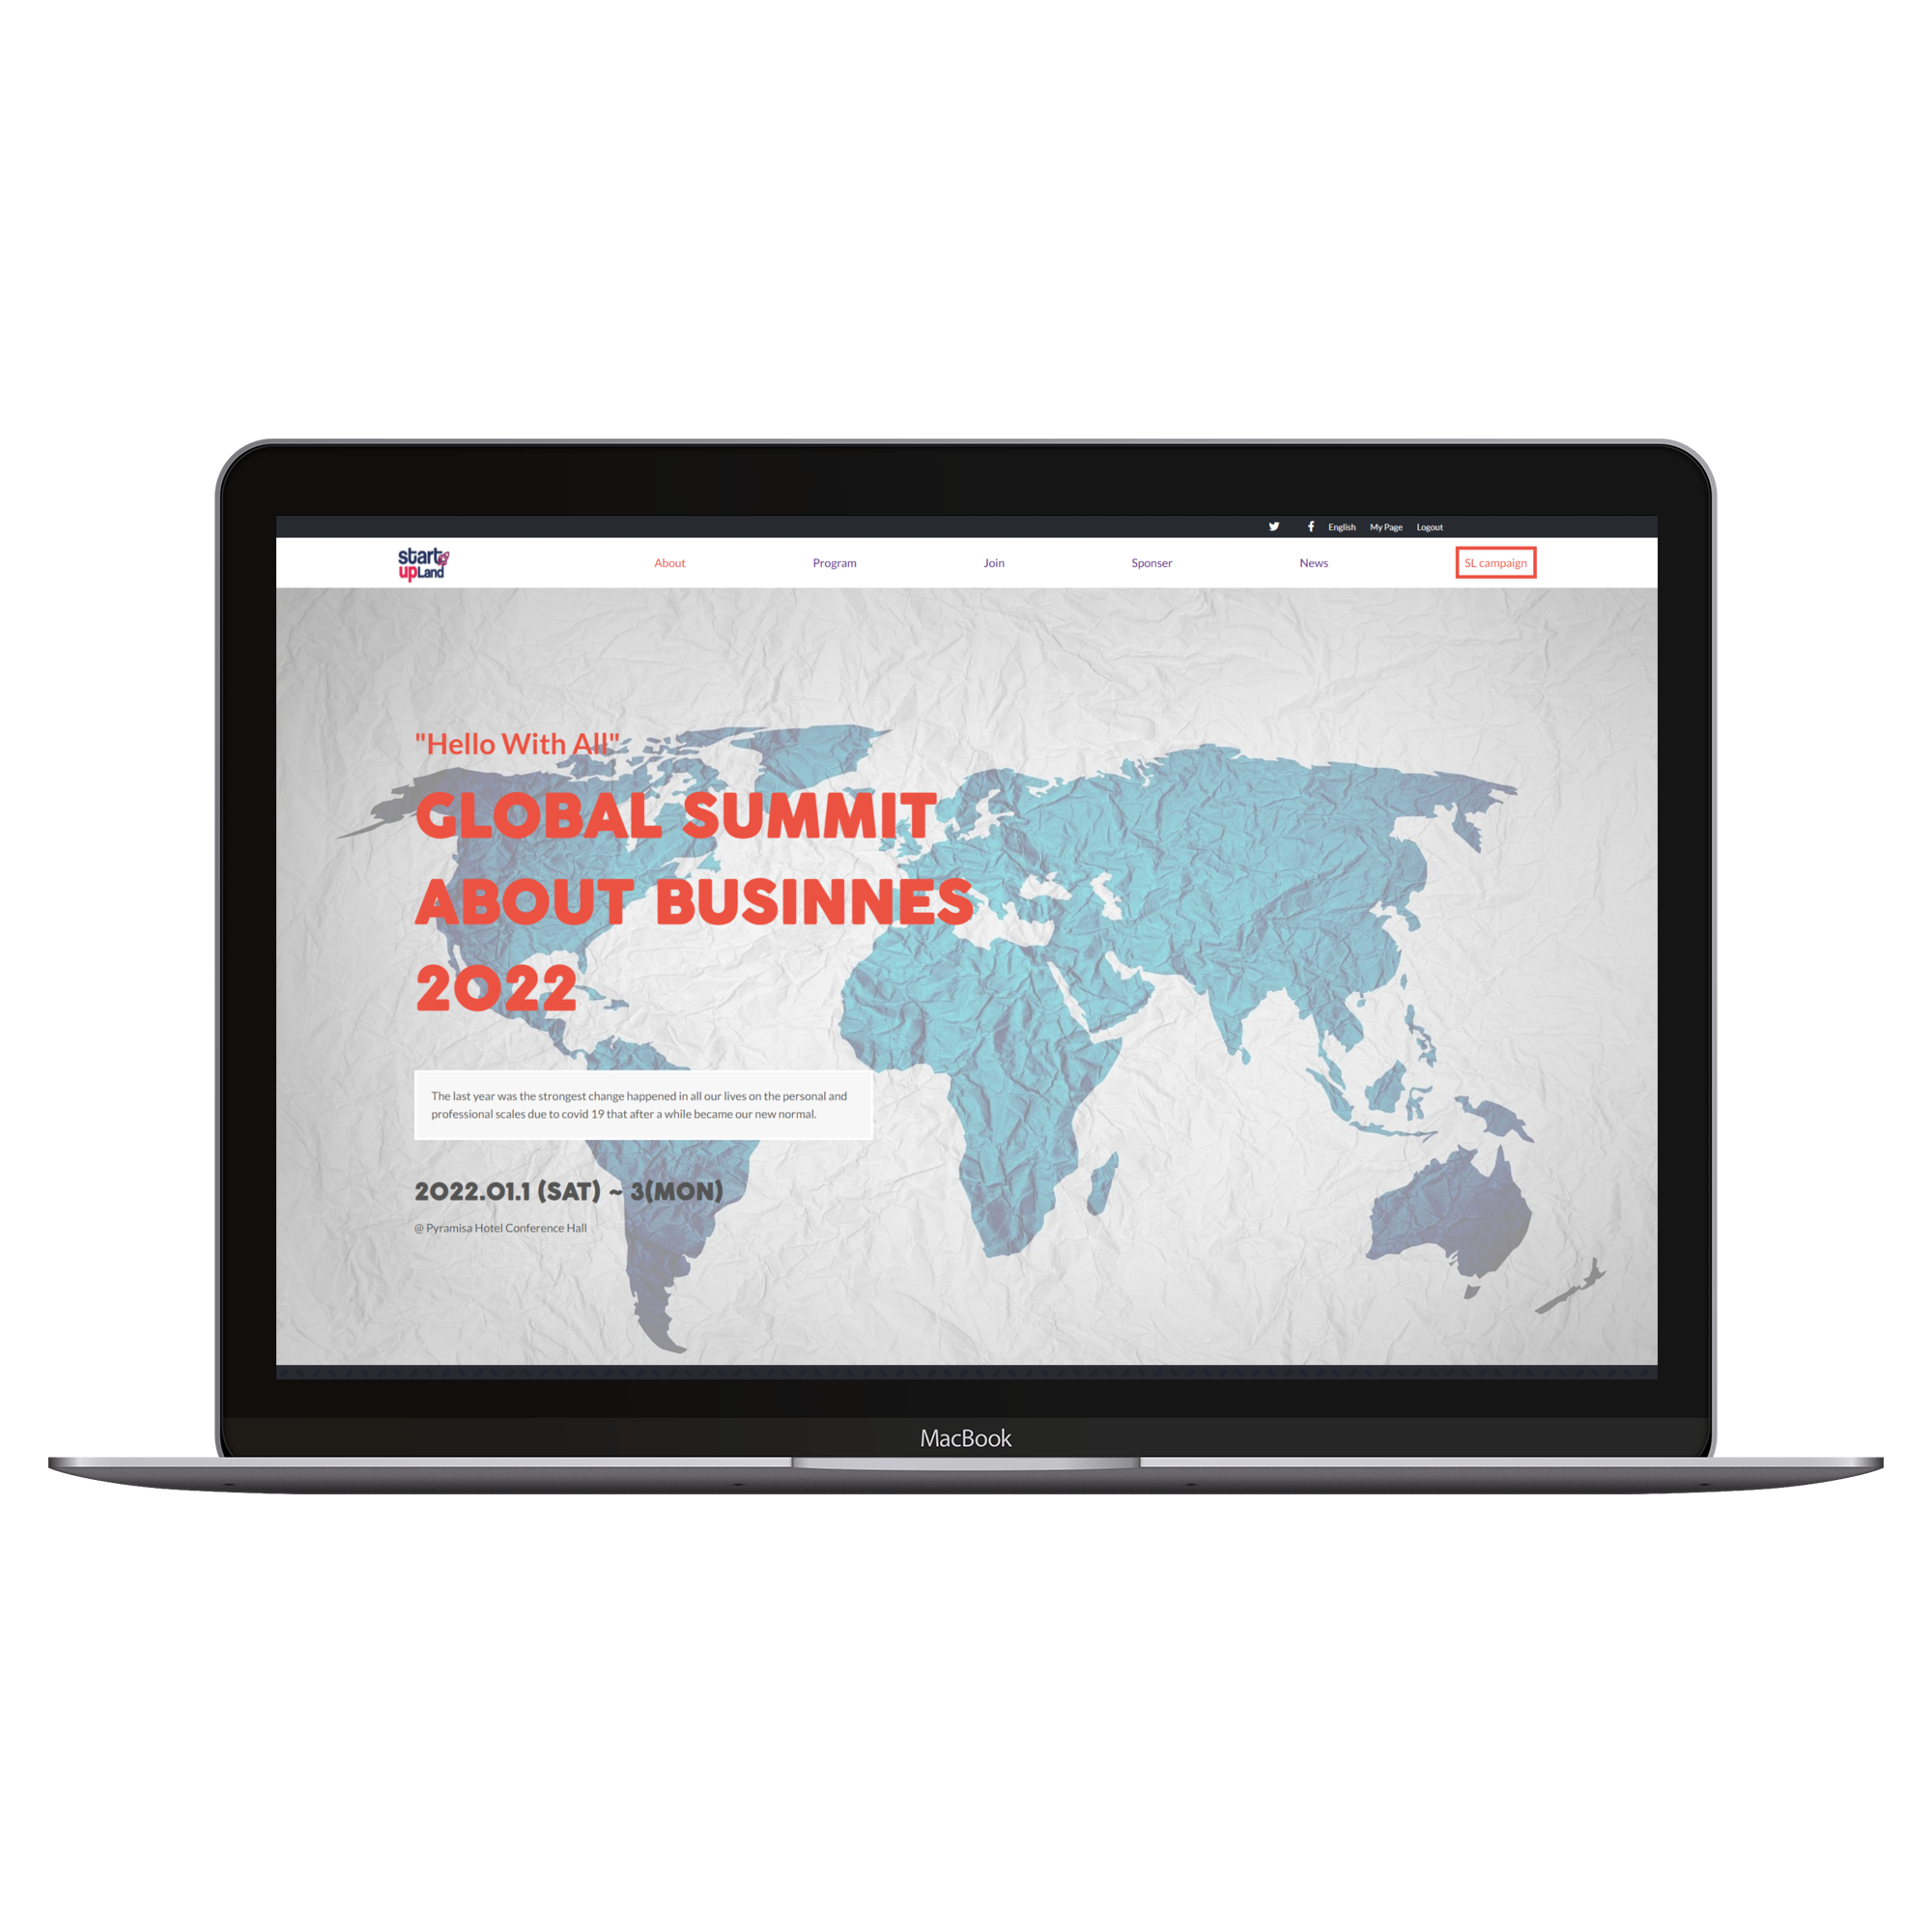 English My Page Logout
start
upLand
About Program Join Sponser News SL campaign
"Hello With All"
GLOBAL SUMMIT
ABOUT BUSINNES
2022
The last year was the strongest change happened in all our lives on the personal and
professional scales due to covid 19 that after a while became our new normal.
2022.01.1 (SAT) ~ 3(MON)
@ Pyramisa Hotel Conference Hall
MacBook